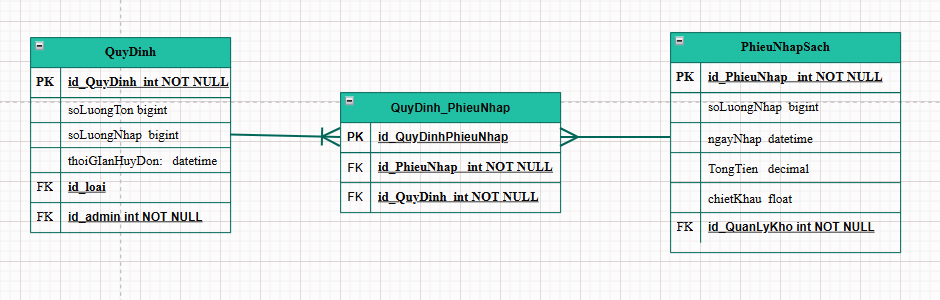 QuyDinh
PK id_QuyDinh int NOT NULL
soLuongTon bigint
soLuongNhap bigint
thoiGIanHuyDon: datetime
FK id_loai
FK id_admin int NOT NULL
QuyDinh_PhieuNhap
PK id_QuyDinhPhieuNhap
FK id_PhieuNhap int NOT NULL
FK id_QuyDinh int NOT NULL
PhieuNhapSach
PK id_PhieuNhap int NOT NULL
soLuongNhap bigint
ngayNhap datetime
TongTien decimal
chietKhau float
FK id_QuanLyKho int NOT NULL